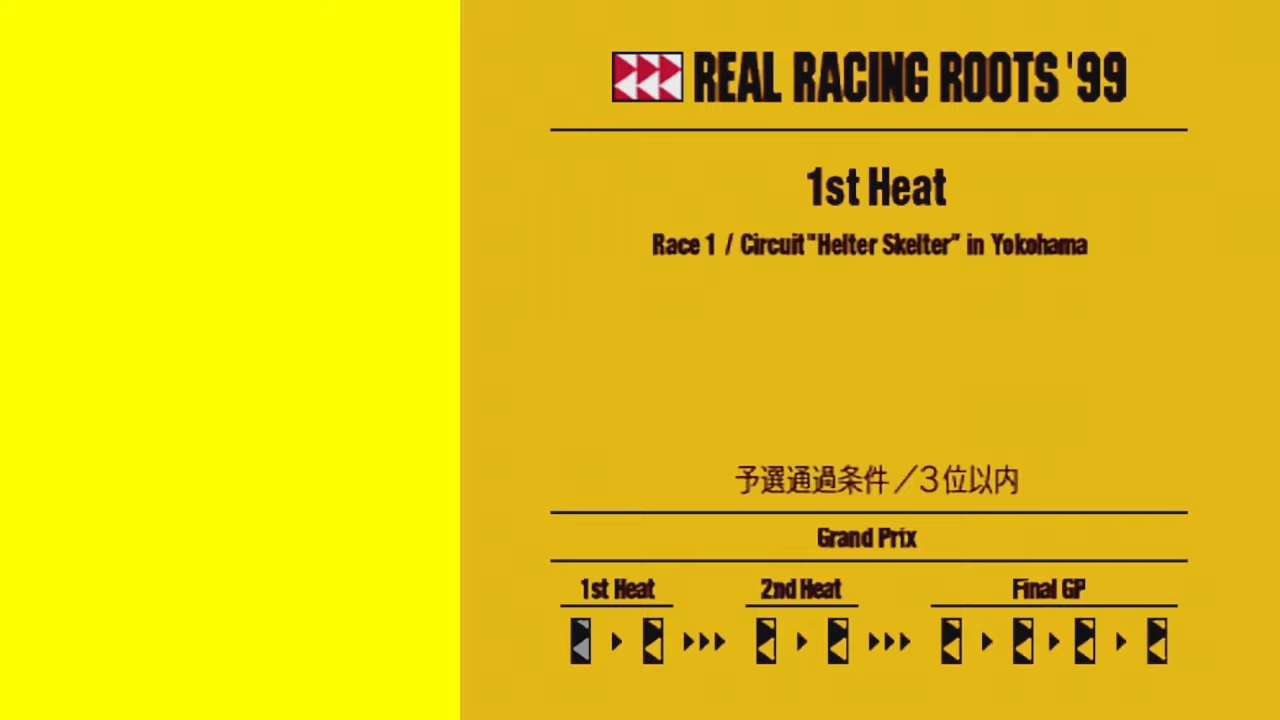 REAL RACING ROOTS '99
1st Heat
Race 1 / Circuit "Helter Skelter" in Yokohama
予選通過条件／3位以内
Grand Prix
1st Heat 2nd Heat Final GP